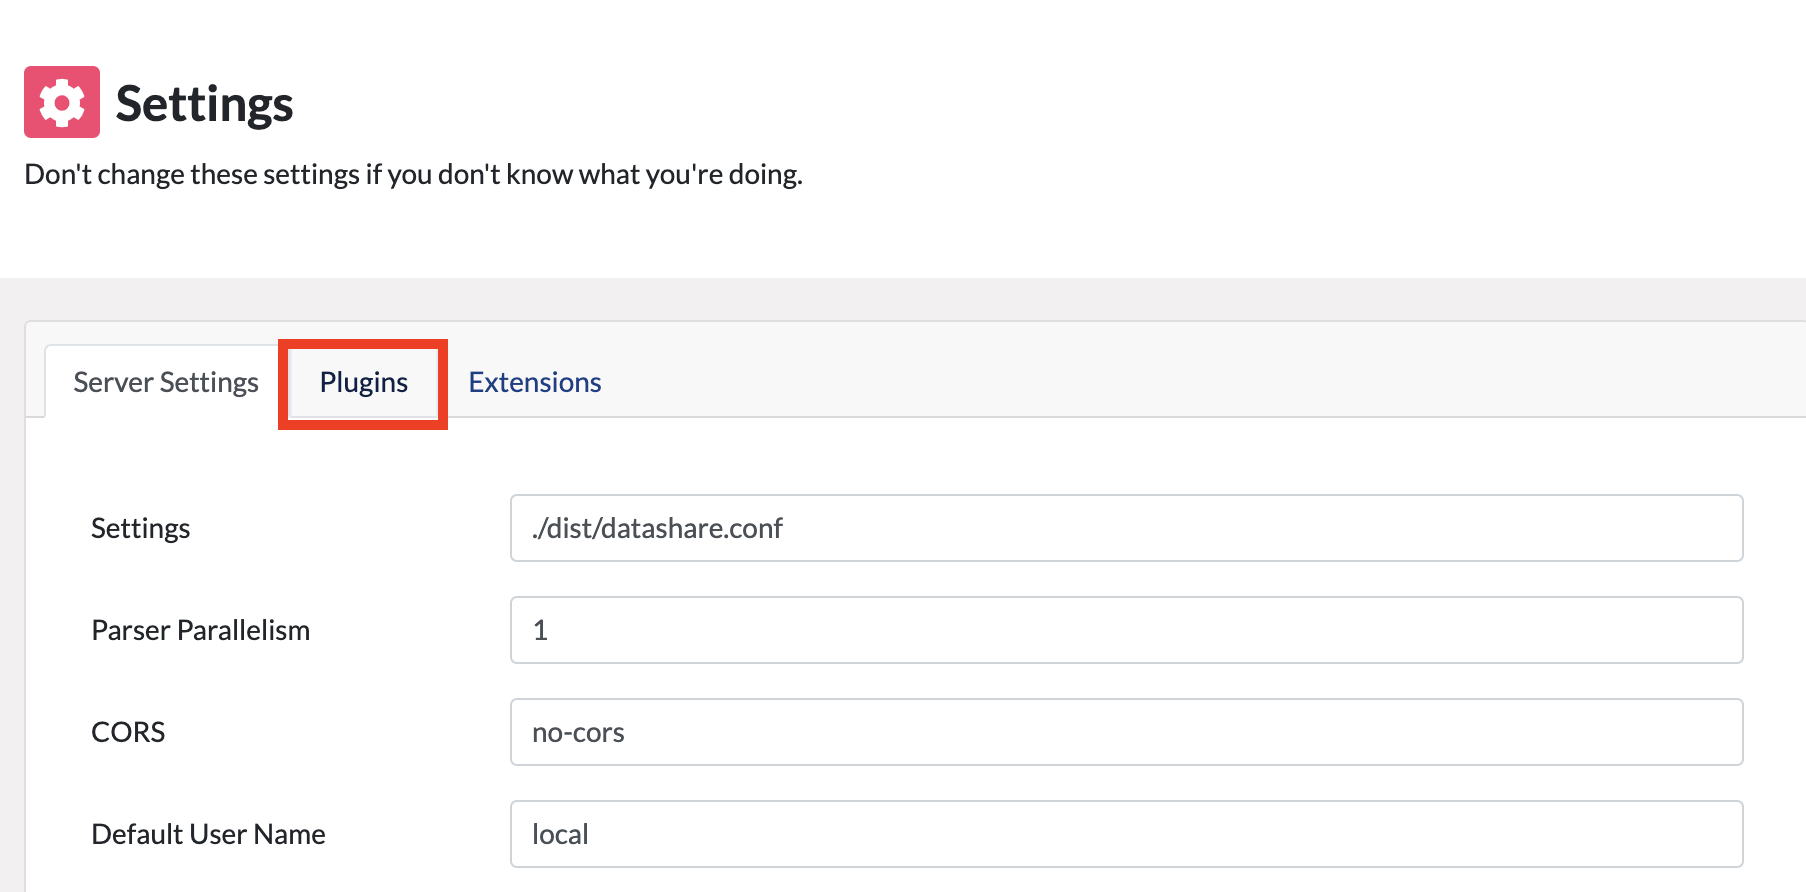 Settings
Don't change these settings if you don't know what you're doing.
Server Settings Plugins Extensions
Settings ./dist/datashare.conf
Parser Parallelism 1
CORS no-cors
Default User Name local